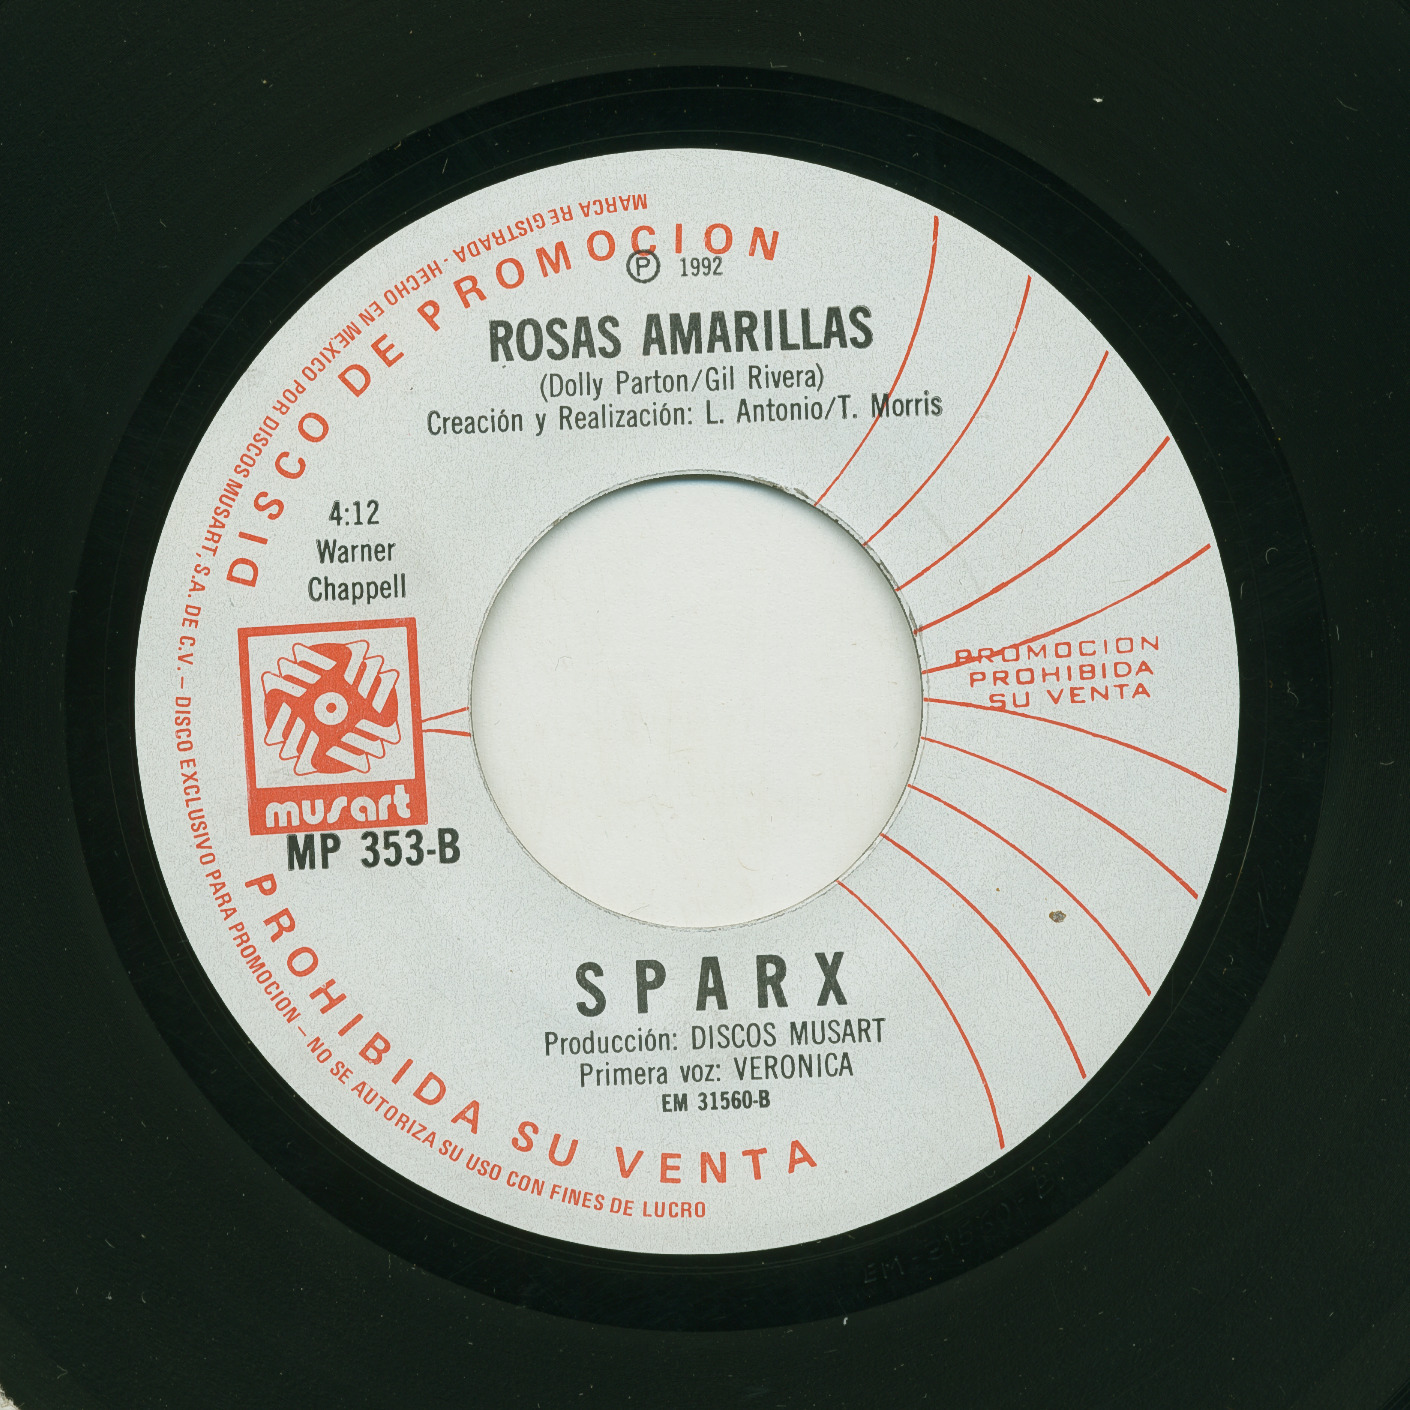 DISCO DE PROMOCION
Ⓟ 1992
ROSAS AMARILLAS
(Dolly Parton/Gil Rivera)
Creación y Realización: L. Antonio/T. Morris
4:12
Warner
Chappell
musart
MP 353-B
PROMOCION
PROHIBIDA
SU VENTA
SPARX
Producción: DISCOS MUSART
Primera voz: VERONICA
EM 31560-B
PROHIBIDA SU VENTA
MARCA REGISTRADA - HECHO EN MEXICO POR DISCOS MUSART, S.A. DE C.V. – DISCO EXCLUSIVO PARA PROMOCION – NO SE AUTORIZA SU USO CON FINES DE LUCRO